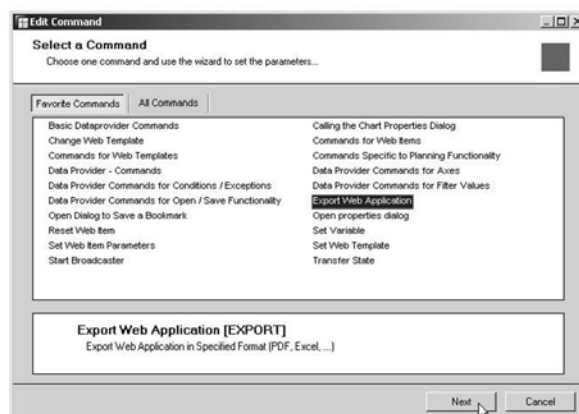 Edit Command
Select a Command
Choose one command and use the wizard to set the parameters...
Favorite Commands All Commands
Basic Dataprovider Commands Calling the Chart Properties Dialog
Change Web Template Commands for Web Items
Commands for Web Templates Commands Specific to Planning Functionality
Data Provider - Commands Data Provider Commands for Axes
Data Provider Commands for Conditions / Exceptions Data Provider Commands for Filter Values
Data Provider Commands for Open / Save Functionality Export Web Application
Open Dialog to Save a Bookmark Open properties dialog
Reset Web Item Set Variable
Set Web Item Parameters Set Web Template
Start Broadcaster Transfer State
Export Web Application [EXPORT]
Export Web Application in Specified Format (PDF, Excel, ...)
Next Cancel